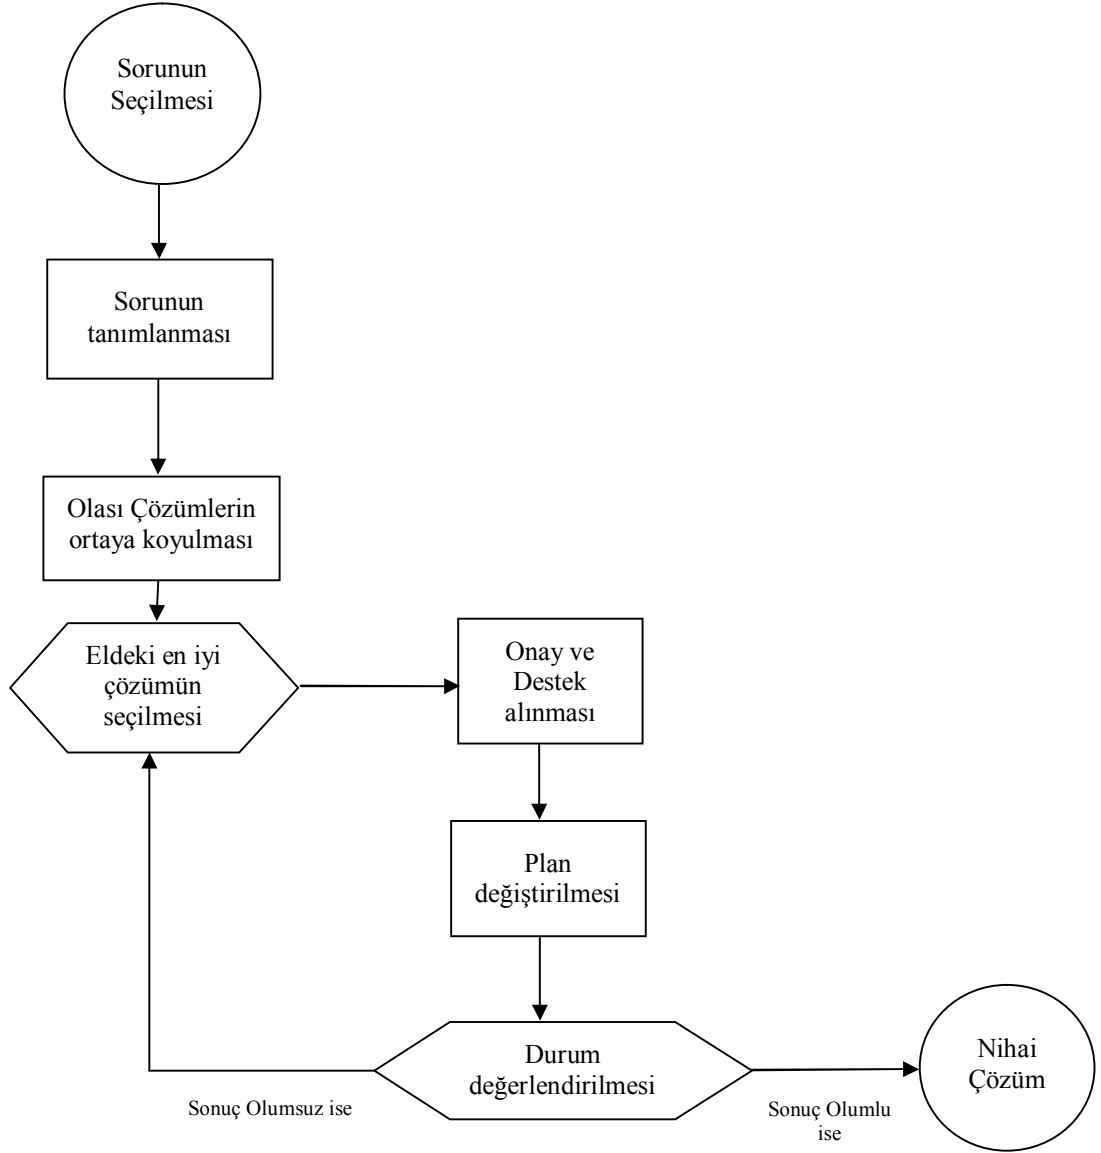 Sorunun
Seçilmesi
Sorunun
tanımlanması
Olası Çözümlerin
ortaya koyulması
Eldeki en iyi
çözümün
seçilmesi
Onay ve
Destek
alınması
Plan
değiştirilmesi
Durum
değerlendirilmesi
Nihai
Çözüm
Sonuç Olumsuz ise
Sonuç Olumlu
ise